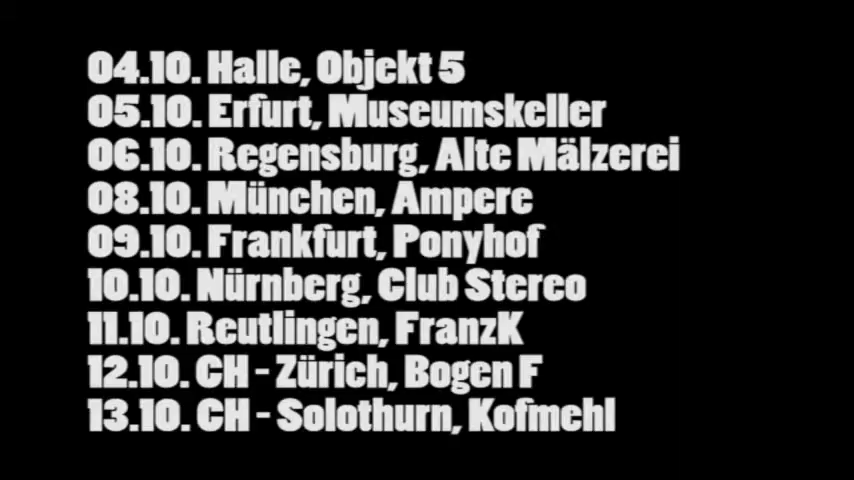 04.10. Halle, Objekt 5
05.10. Erfurt, Museumskeller
06.10. Regensburg, Alte Mälzerei
08.10. München, Ampere
09.10. Frankfurt, Ponyhof
10.10. Nürnberg, Club Stereo
11.10. Reutlingen, FranzK
12.10. CH - Zürich, Bogen F
13.10. CH - Solothurn, Kofmehl